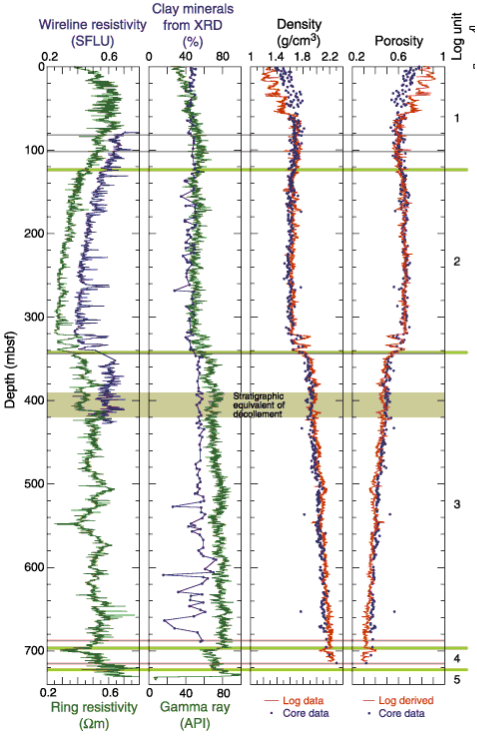 Wireline resistivity
(SFLU)
Clay minerals
from XRD
(%)
Density
(g/cm3)
Porosity
Log unit
0.2 0.6
0 40 80
1 1.4 1.8 2.2
0.2 0.6 1
0
100
200
300
400
500
600
700
Depth (mbsf)
Stratigraphic
equivalent of
décollement
1
2
3
4
5
0.2 0.6
0 40 80
Ring resistivity
(Ωm)
Gamma ray
(API)
Log data
Core data
Log derived
Core data